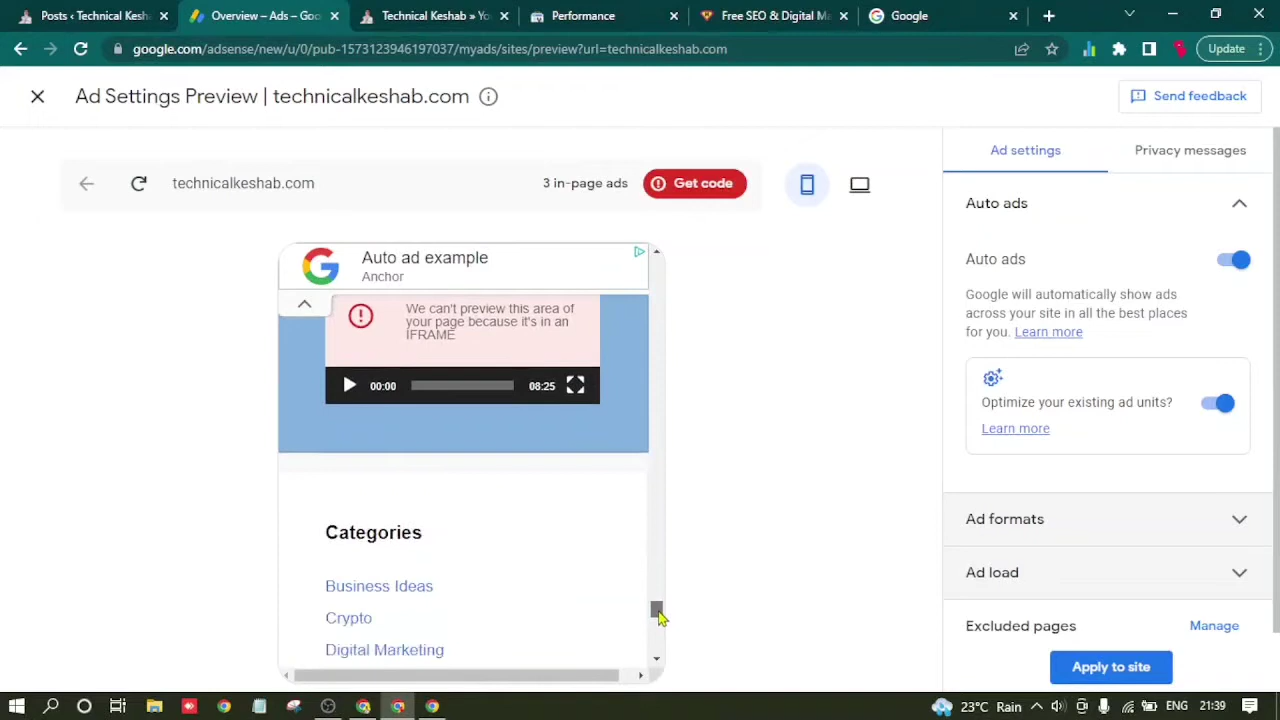 Technical Kesh
Overview – Ads – Goo
Technical Keshab » Yo
Performance
Free SEO & Digital Ma
Google
google.com/adsense/new/u/0/pub-1573123946197037/myads/sites/preview?url=technicalkeshab.com
Update
Ad Settings Preview | technicalkeshab.com
Send feedback
technicalkeshab.com
3 in-page ads
Get code
Ad settings
Privacy messages
Auto ads
Auto ads
Google will automatically show ads
across your site in all the best places
for you. Learn more
Optimize your existing ad units?
Learn more
Ad formats
Ad load
Excluded pages
Manage
Apply to site
Auto ad example
Anchor
We can't preview this area of
your page because it's in an
IFRAME
00:00
08:25
Categories
Business Ideas
Crypto
Digital Marketing
23°C Rain
ENG
21:39